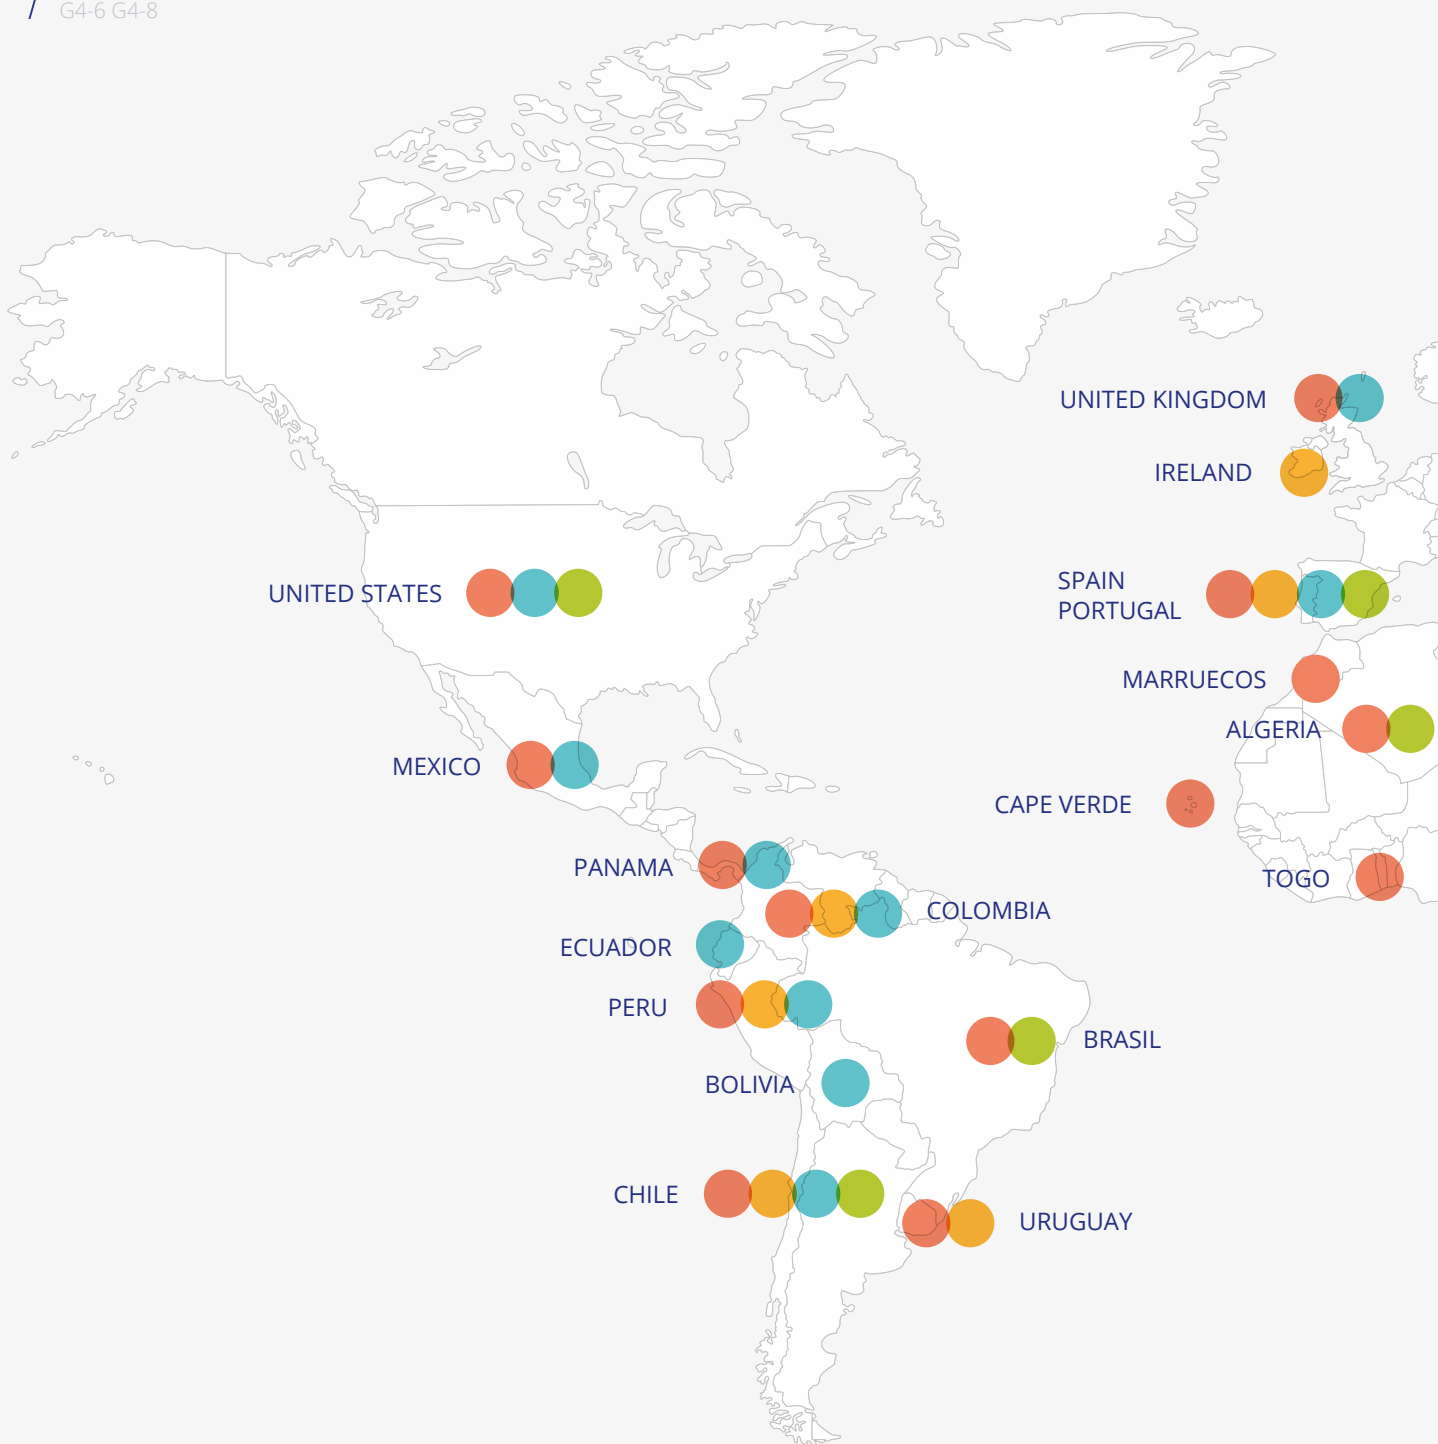 / G4-6 G4-8
UNITED KINGDOM
IRELAND
SPAIN
PORTUGAL
UNITED STATES
MARRUECOS
ALGERIA
MEXICO
CAPE VERDE
PANAMA
TOGO
COLOMBIA
ECUADOR
PERU
BRASIL
BOLIVIA
CHILE
URUGUAY